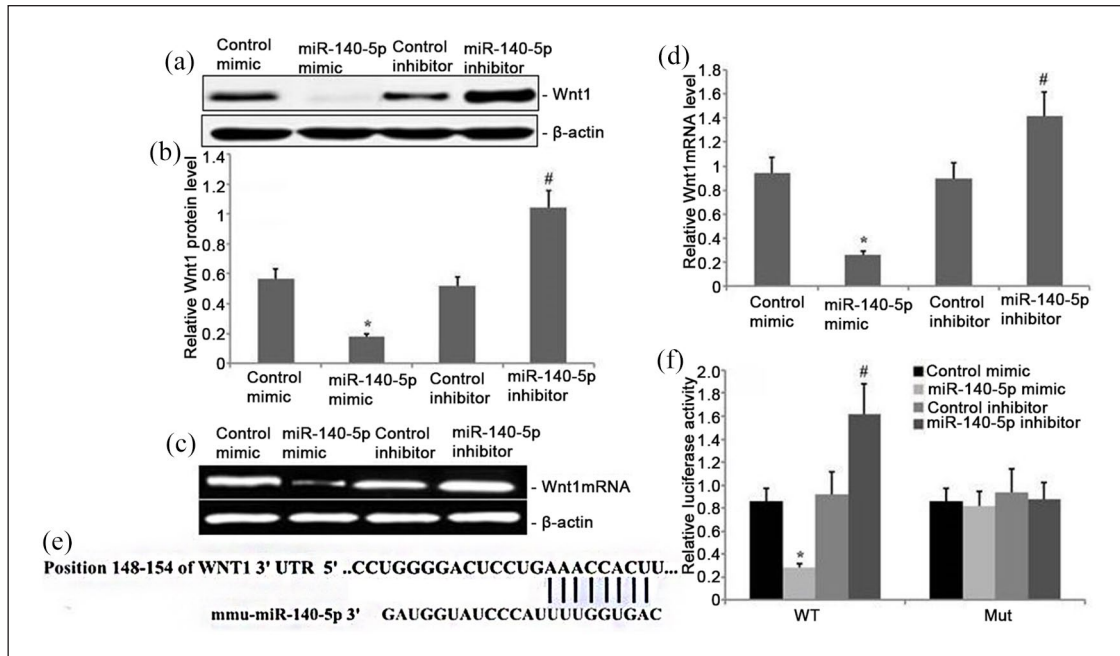 (a)
Control mimic
miR-140-5p mimic
Control inhibitor
miR-140-5p inhibitor
- Wnt1
- β-actin
(b)
Relative Wnt1 protein level
1.4
1.2
1
0.8
0.6
0.4
0.2
0
*
#
Control mimic
miR-140-5p mimic
Control inhibitor
miR-140-5p inhibitor
(c)
Control mimic
miR-140-5p mimic
Control inhibitor
miR-140-5p inhibitor
- Wnt1mRNA
- β-actin
(d)
Relative Wnt1mRNA level
1.8
1.6
1.4
1.2
1
0.8
0.6
0.4
0.2
0
*
#
Control mimic
miR-140-5p mimic
Control inhibitor
miR-140-5p inhibitor
(e)
Position 148-154 of WNT1 3' UTR 5' ..CCUGGGGACUCCUGAAACCACUU...
mmu-miR-140-5p 3' GAUGGUAUCCCAUUUUGGUGAC
(f)
Relative luciferase activity
2.0
1.8
1.6
1.4
1.2
1.0
0.8
0.6
0.4
0.2
0
*
#
Control mimic
miR-140-5p mimic
Control inhibitor
miR-140-5p inhibitor
WT
Mut